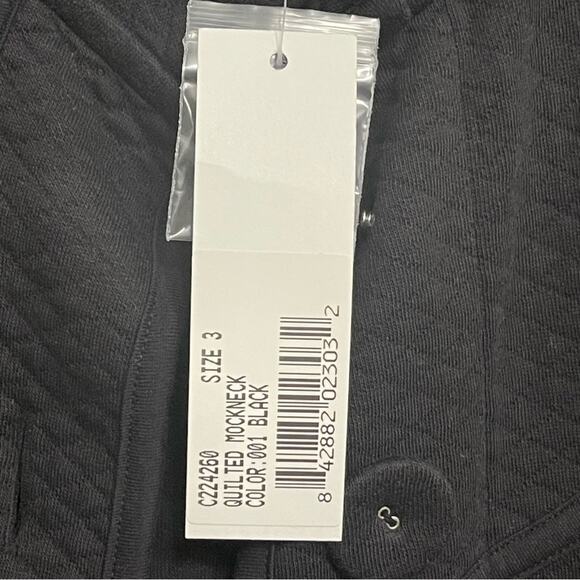 C224260 SIZE 3
QUILTED MOCKNECK
COLOR:001 BLACK
8 42882 02303 2